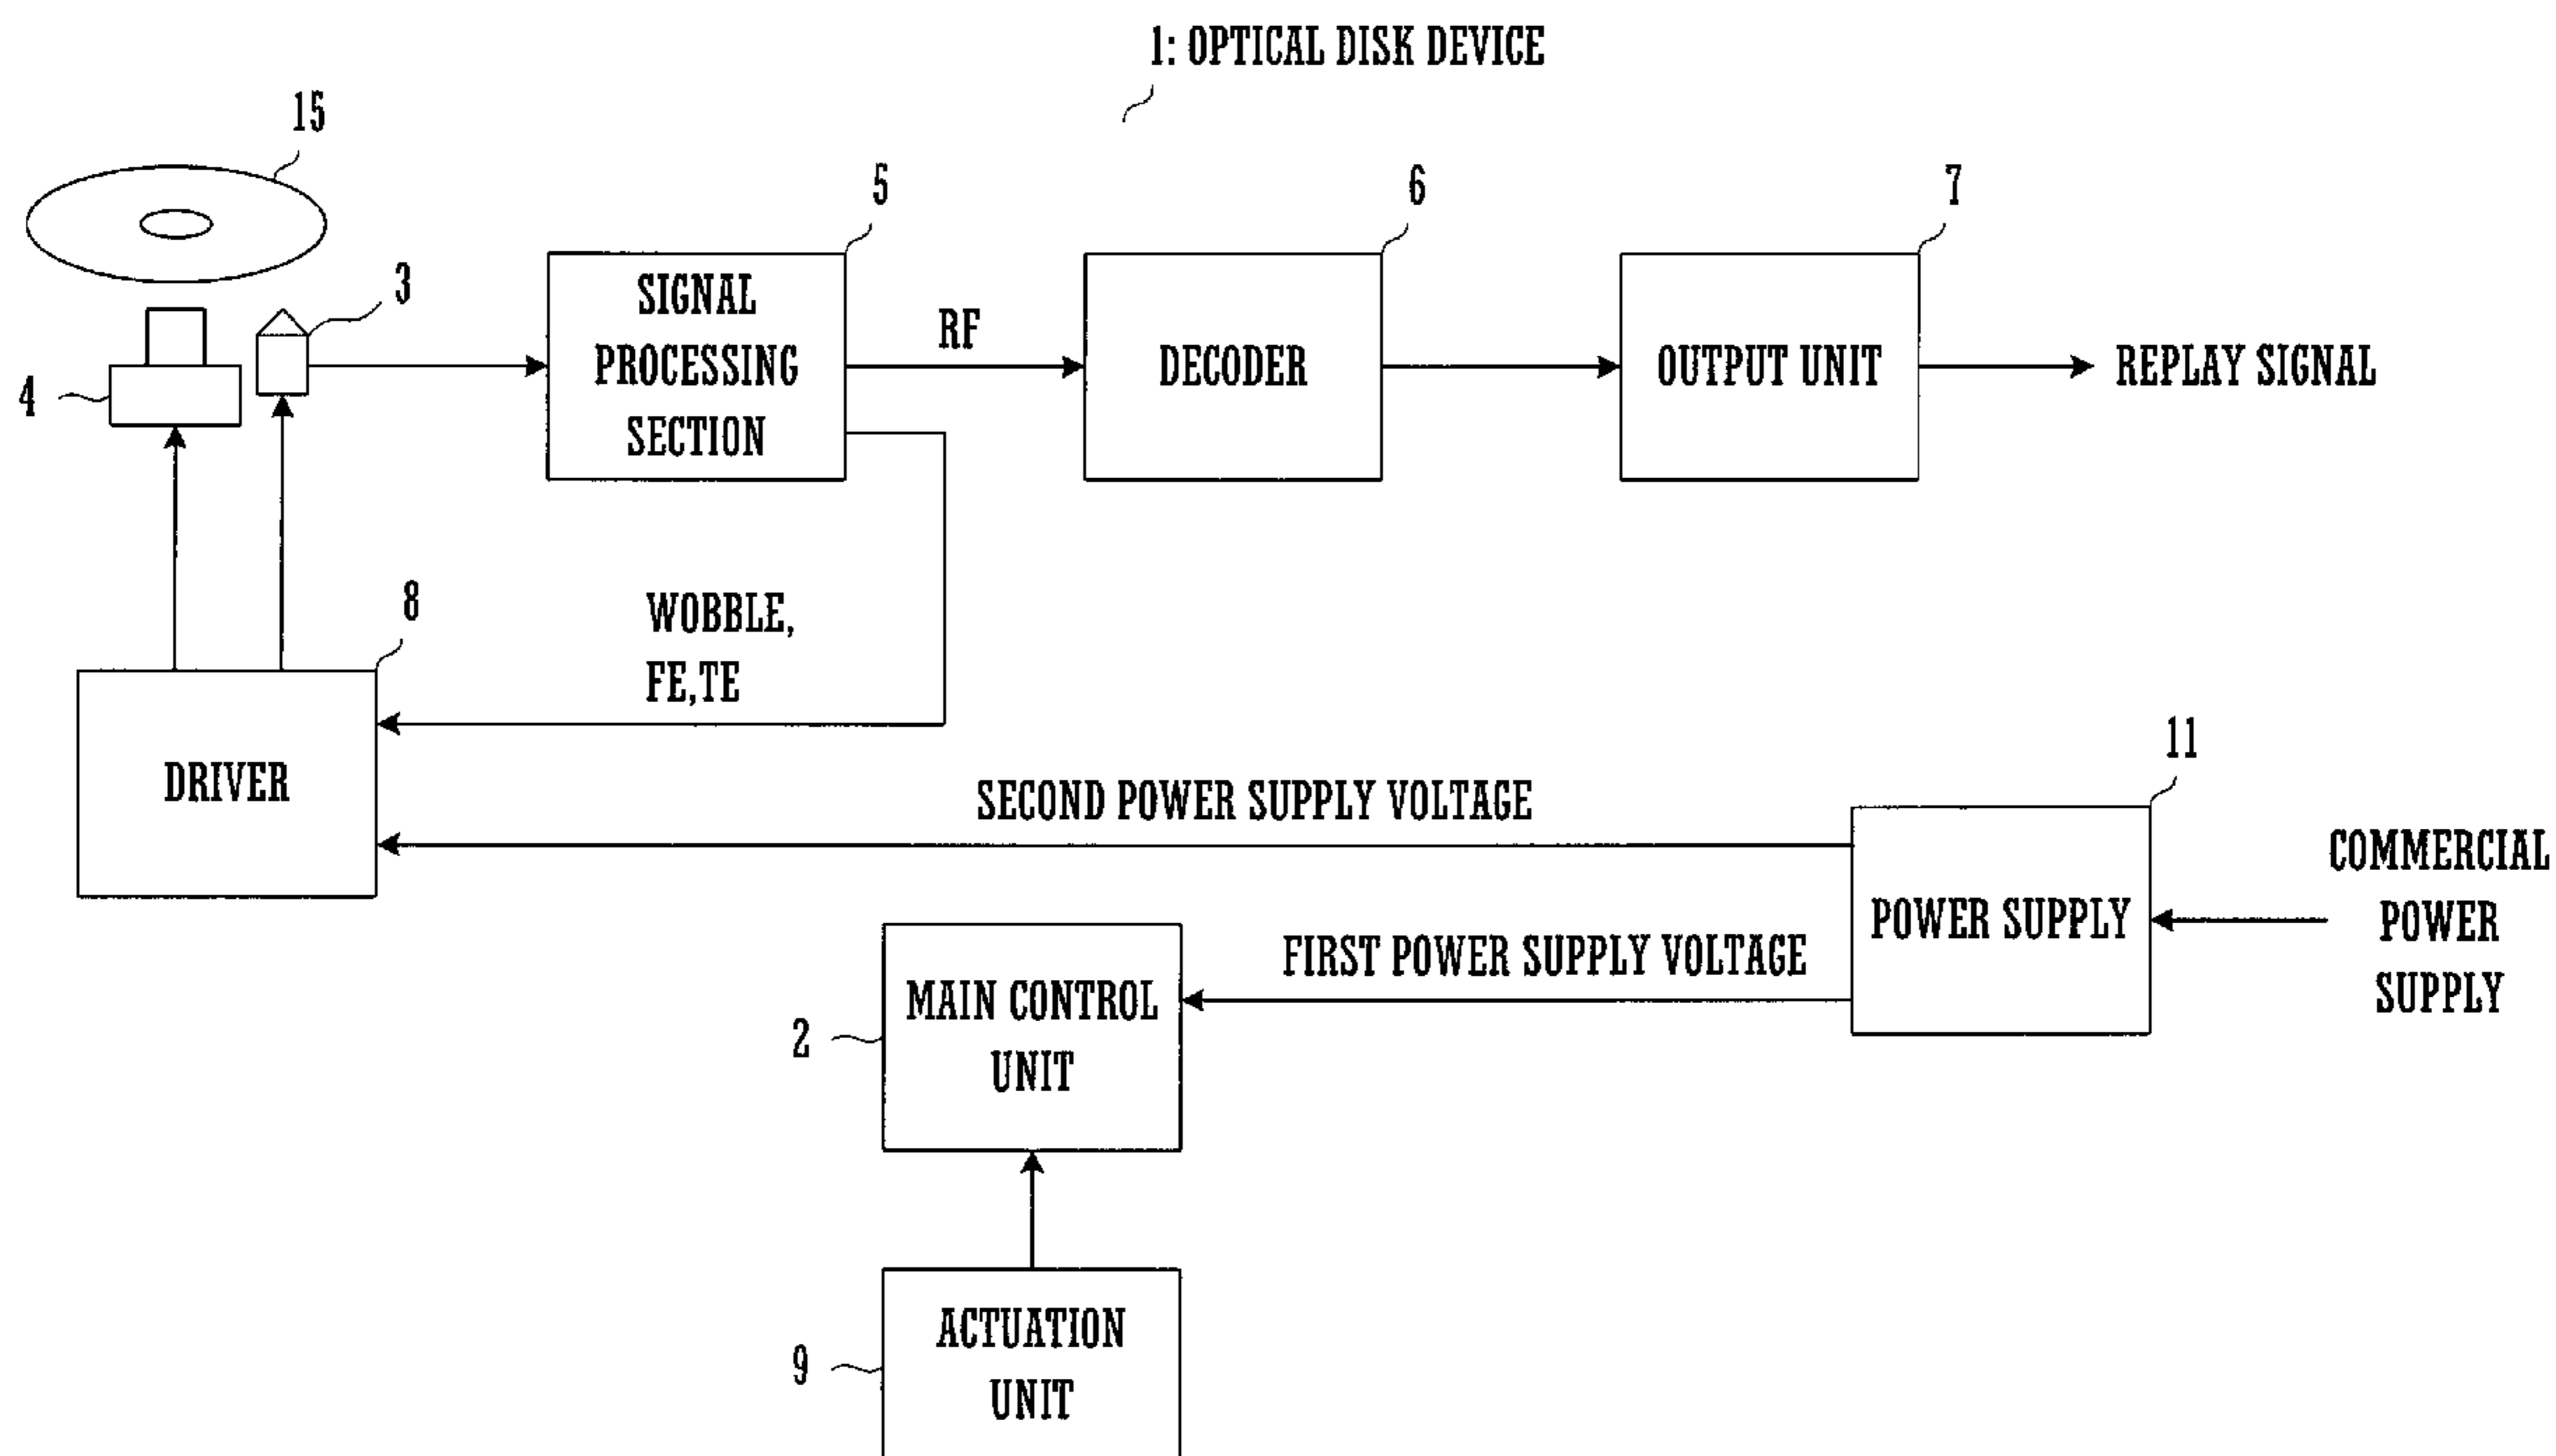 1: OPTICAL DISK DEVICE
15
5
6
7
3
4
SIGNAL
PROCESSING
SECTION
RF
DECODER
OUTPUT UNIT
REPLAY SIGNAL
8
WOBBLE,
FE,TE
DRIVER
11
SECOND POWER SUPPLY VOLTAGE
POWER SUPPLY
COMMERCIAL
POWER
SUPPLY
FIRST POWER SUPPLY VOLTAGE
2
MAIN CONTROL
UNIT
9
ACTUATION
UNIT